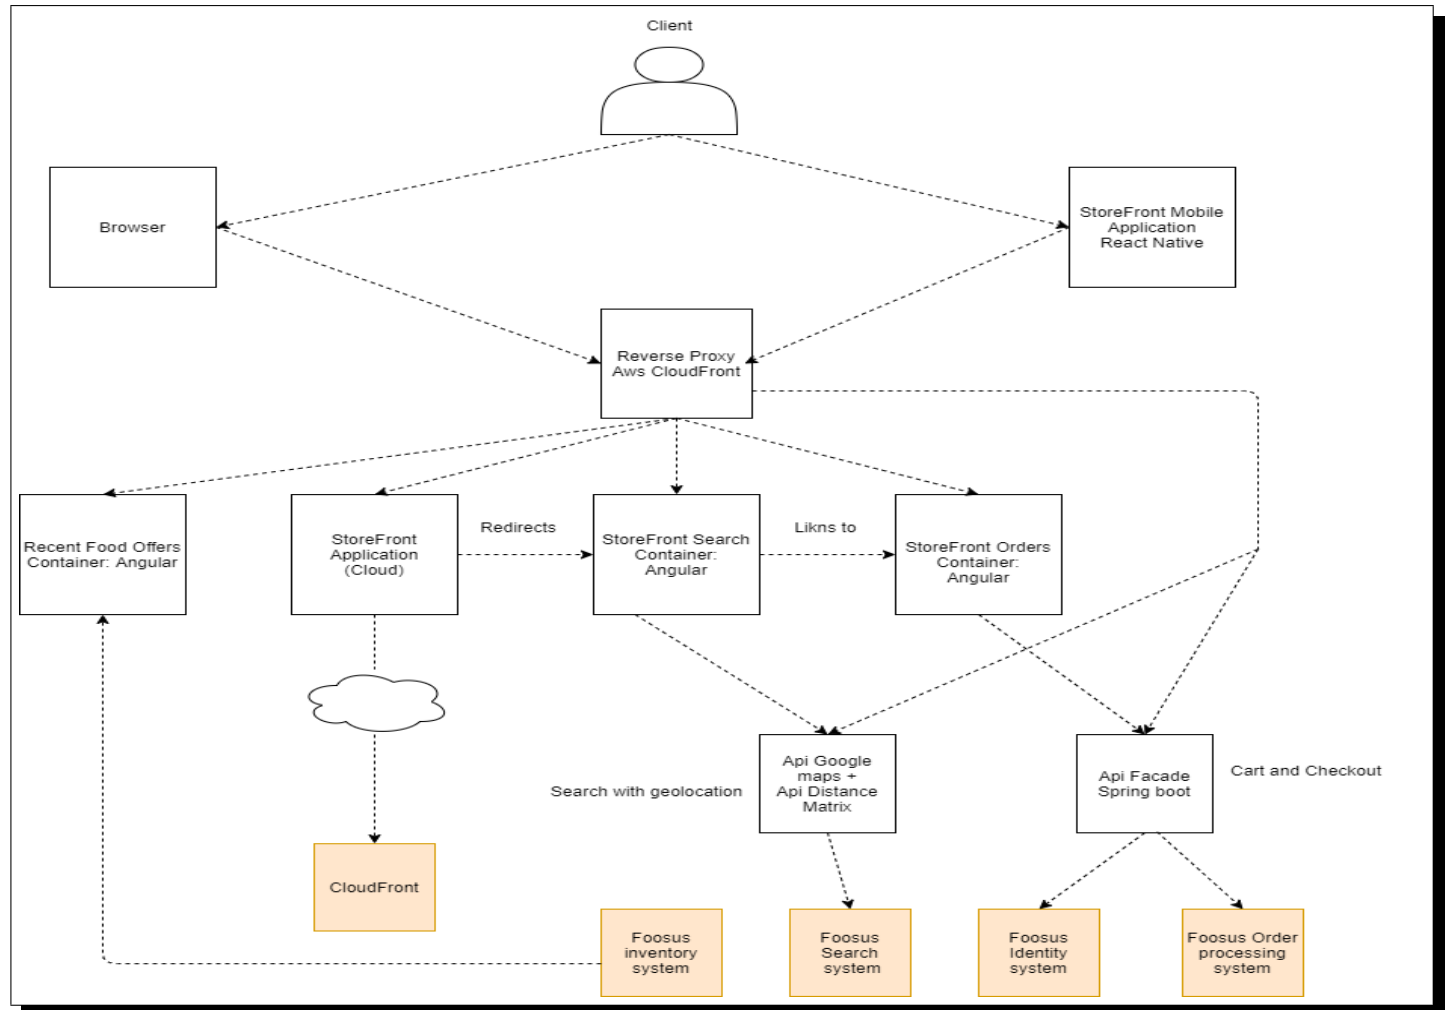 Client
Browser
StoreFront Mobile
Application
React Native
Reverse Proxy
Aws CloudFront
Recent Food Offers
Container: Angular
StoreFront
Application
(Cloud)
Redirects
StoreFront Search
Container:
Angular
Likns to
StoreFront Orders
Container:
Angular
Search with geolocation
Api Google
maps +
Api Distance
Matrix
Api Facade
Spring boot
Cart and Checkout
CloudFront
Foosus
inventory
system
Foosus
Search
system
Foosus
Identity
system
Foosus Order
processing
system